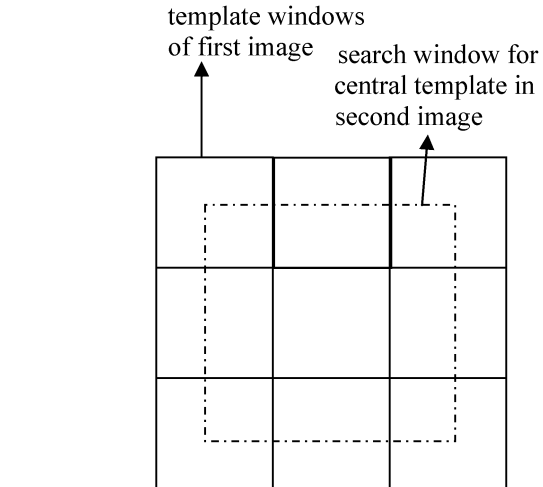 template windows
of first image
search window for
central template in
second image